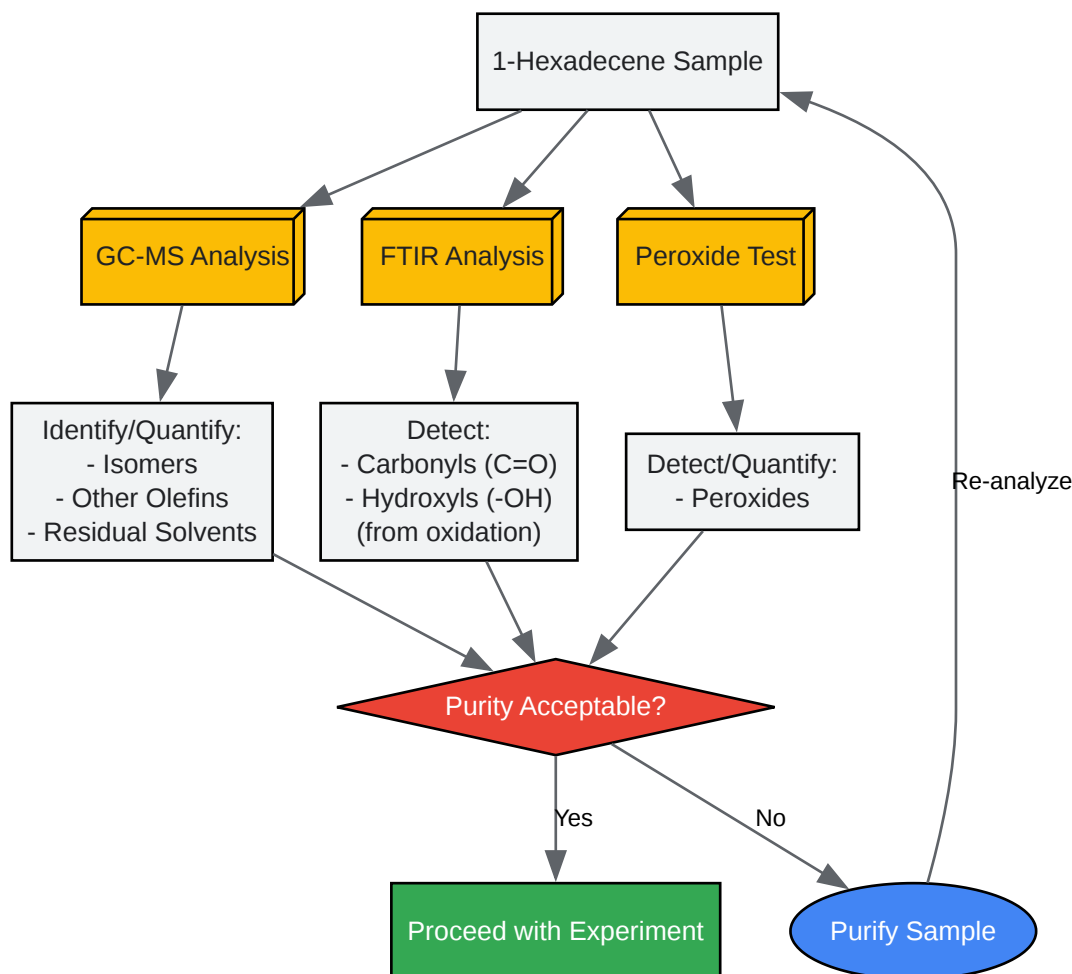 1-Hexadecene Sample
GC-MS Analysis
FTIR Analysis
Peroxide Test
Identify/Quantify:
- Isomers
- Other Olefins
- Residual Solvents
Detect:
- Carbonyls (C=O)
- Hydroxyls (-OH)
(from oxidation)
Detect/Quantify:
- Peroxides
Re-analyze
Purity Acceptable?
Yes
No
Proceed with Experiment
Purify Sample